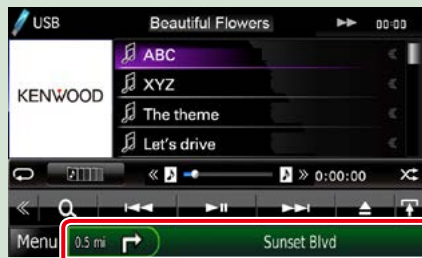 USB
Beautiful Flowers
00:00
KENWOOD
ABC
XYZ
The theme
Let's drive
0:00:00
Menu
0.5 mi
Sunset Blvd